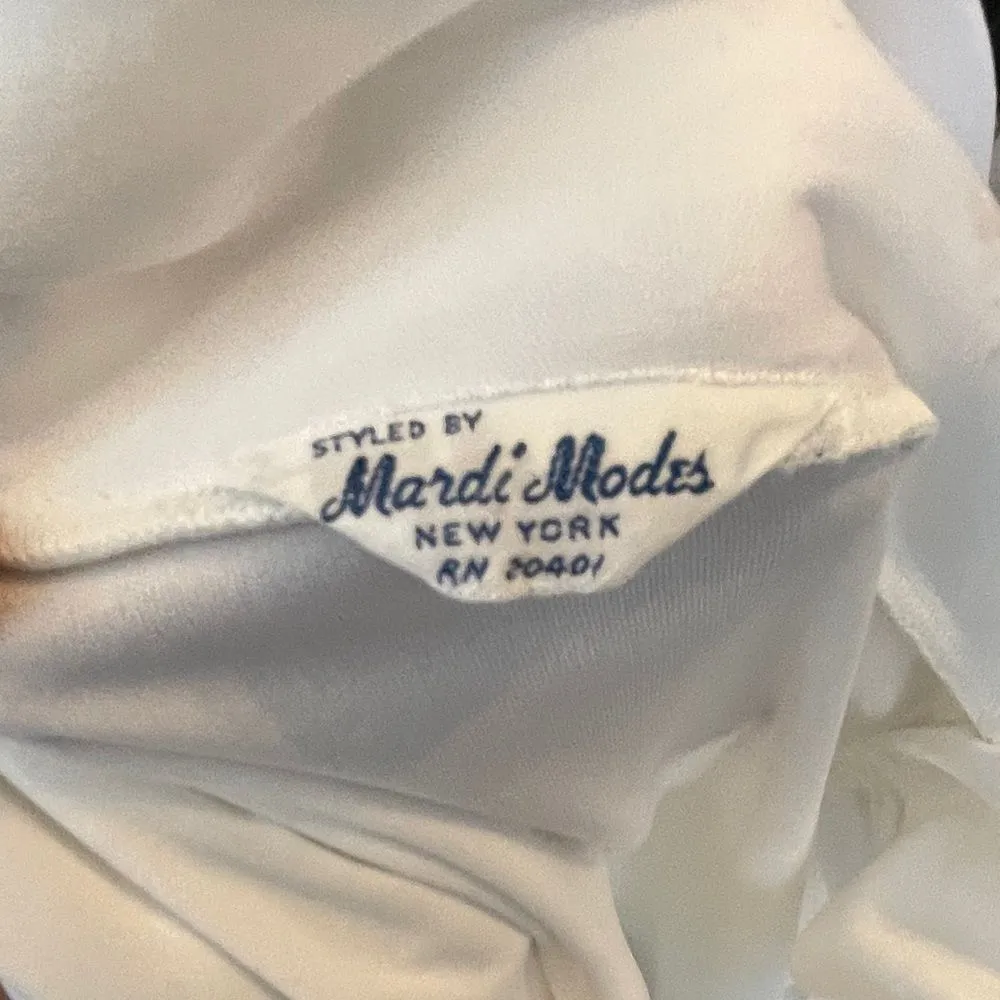 STYLED BY
Mardi Modes
NEW YORK
RN 20401